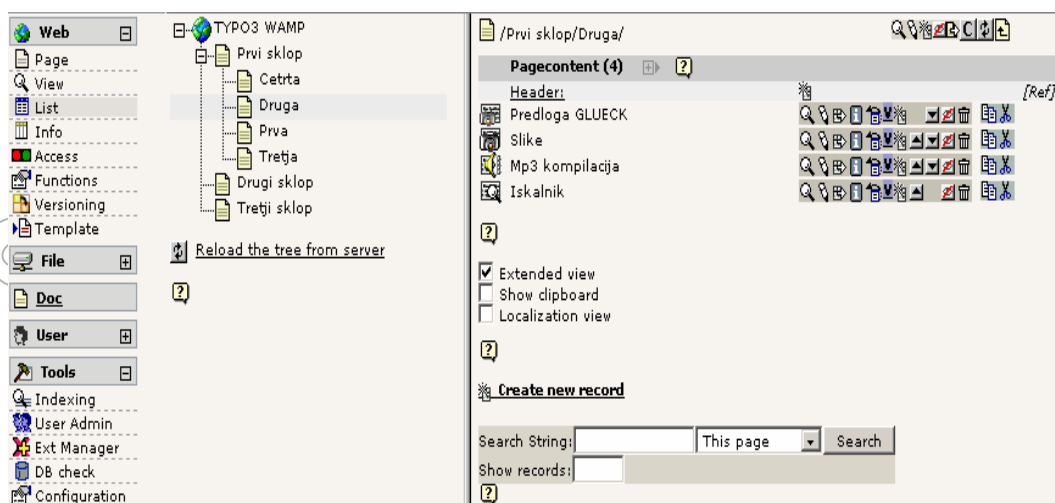 Web
Page
View
List
Info
Access
Functions
Versioning
Template
File
Doc
User
Tools
Indexing
User Admin
Ext Manager
DB check
Configuration
TYPO3 WAMP
Prvi sklop
Cetrta
Druga
Prva
Tretja
Drugi sklop
Tretji sklop
Reload the tree from server
/Prvi sklop/Druga/
Pagecontent (4)
Header: [Ref]
Predloga GLUECK
Slike
Mp3 kompilacija
Iskalnik
Extended view
Show clipboard
Localization view
Create new record
Search String: This page Search
Show records: